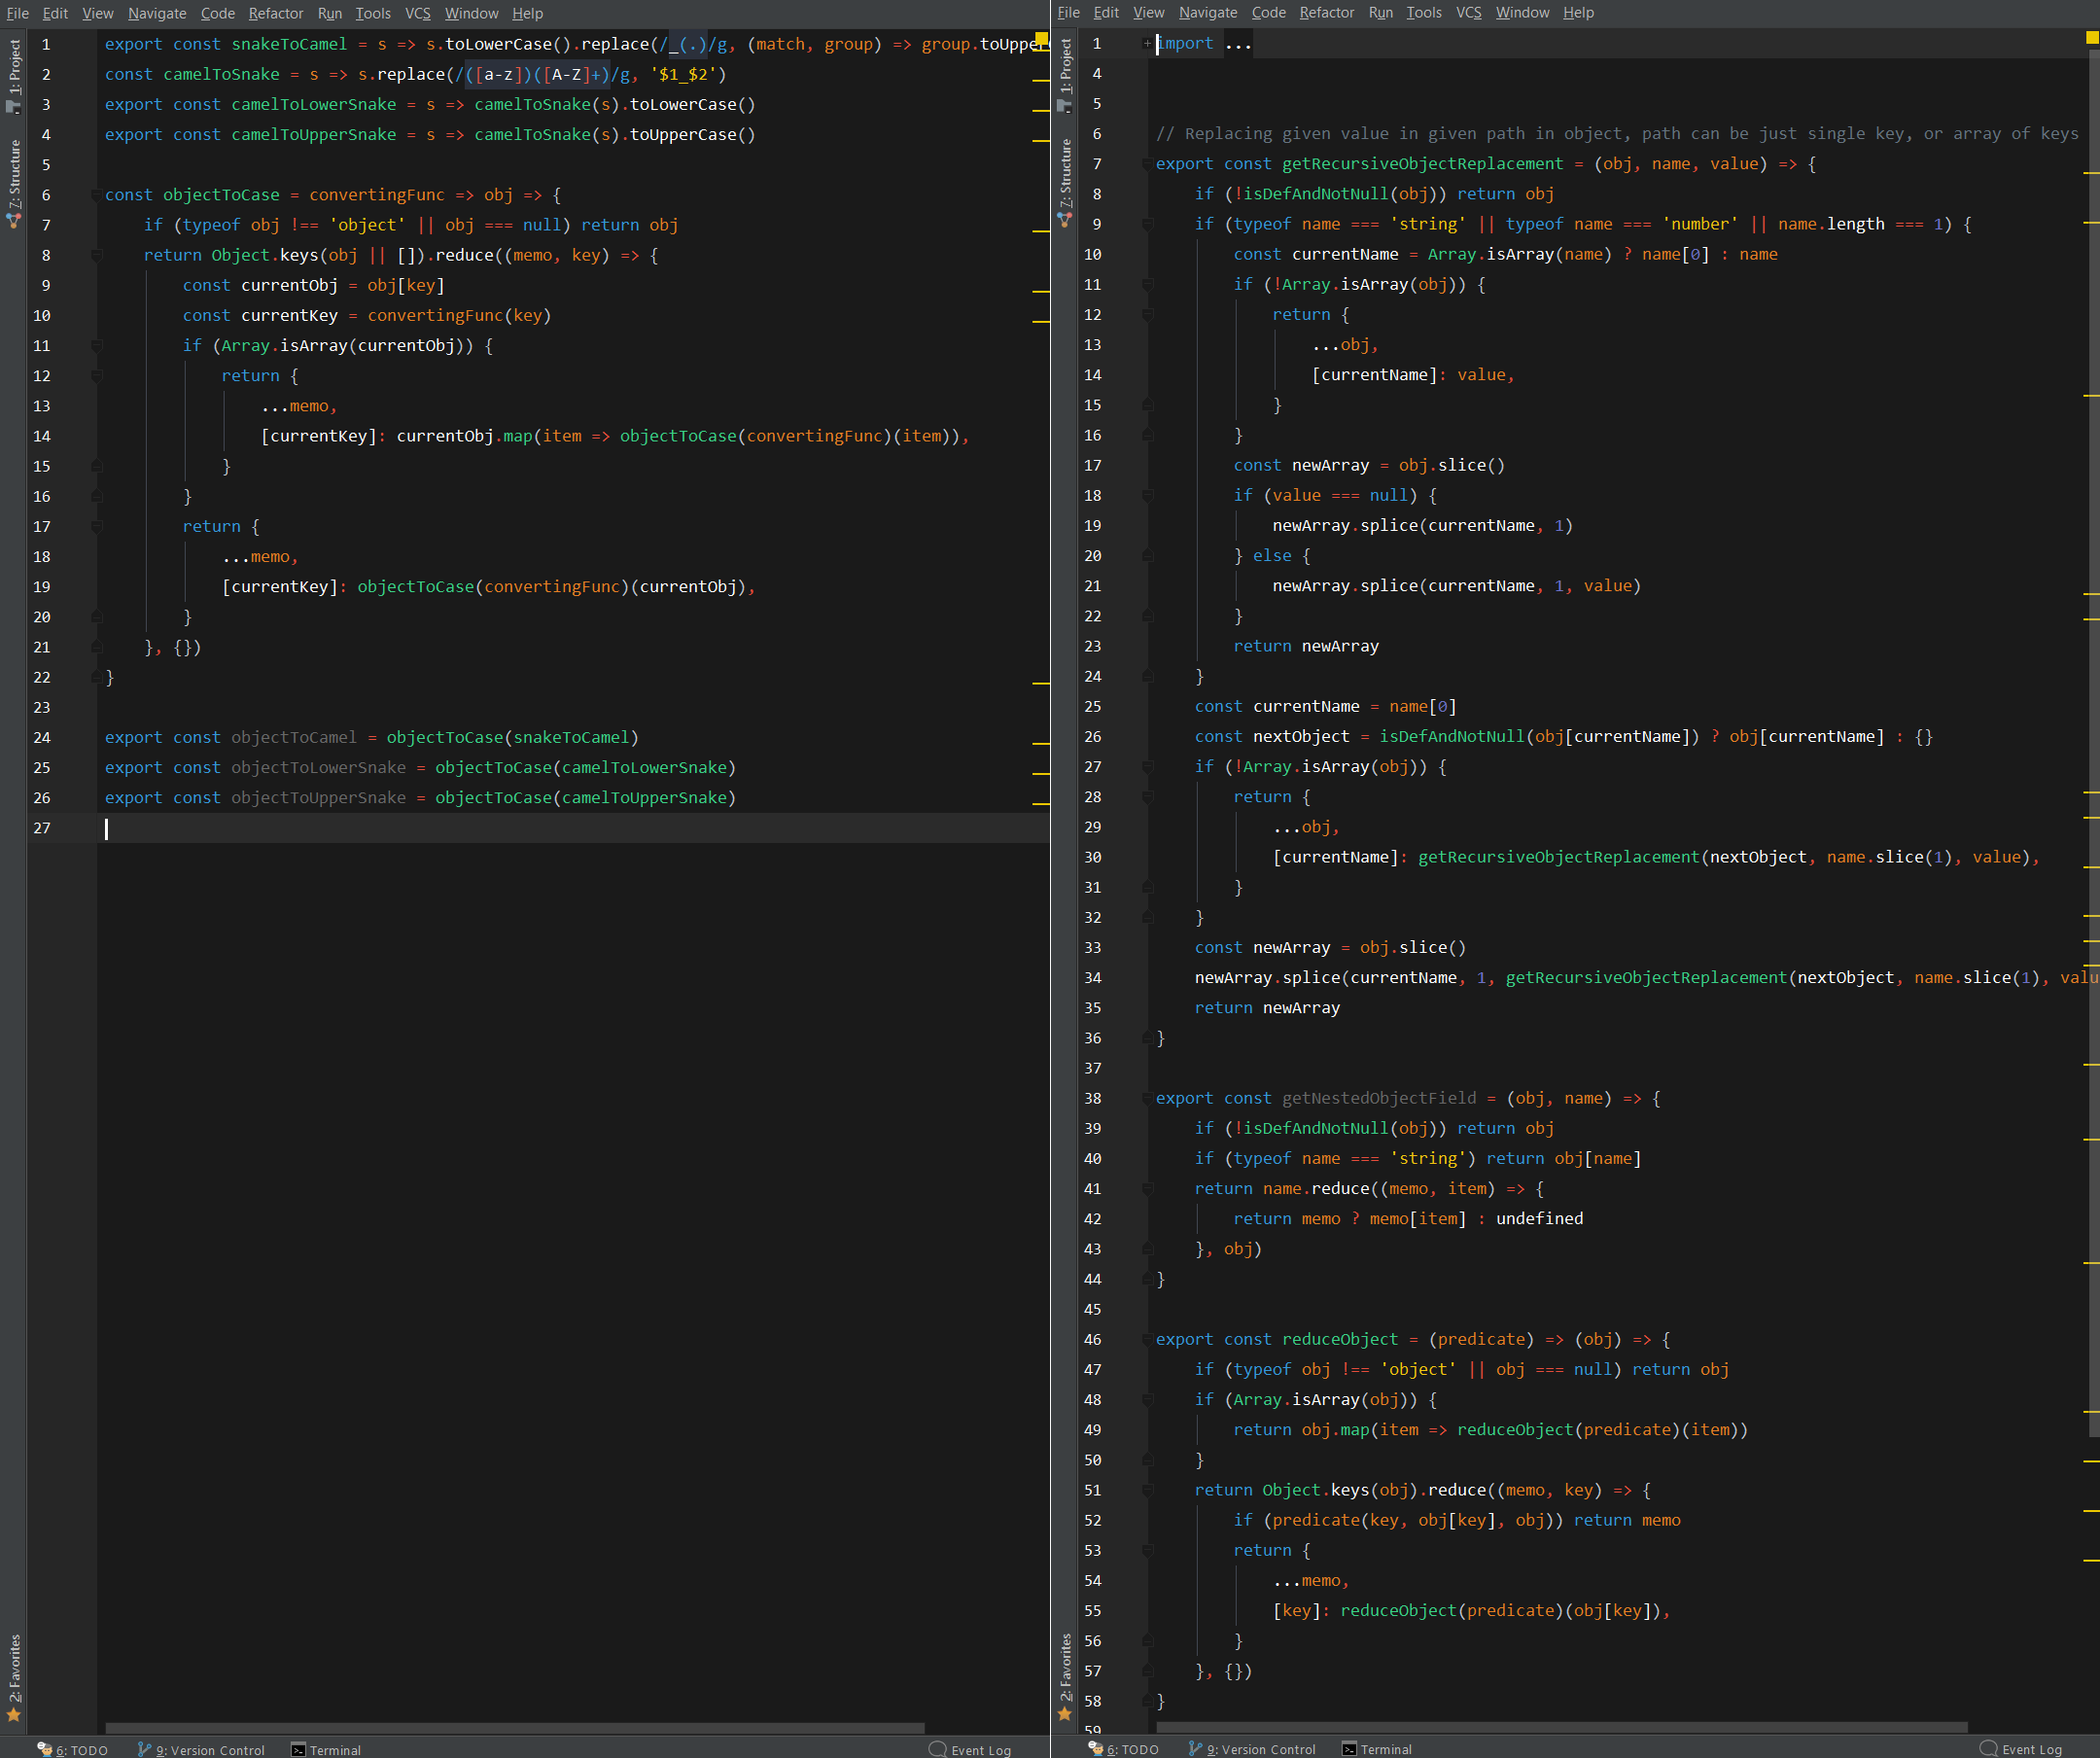 File Edit View Navigate Code Refactor Run Tools VCS Window Help
1: Project
7: Structure
2: Favorites
1 export const snakeToCamel = s => s.toLowerCase().replace(/_(.)/g, (match, group) => group.toUpper
2 const camelToSnake = s => s.replace(/([a-z])([A-Z]+)/g, '$1_$2')
3 export const camelToLowerSnake = s => camelToSnake(s).toLowerCase()
4 export const camelToUpperSnake = s => camelToSnake(s).toUpperCase()
5
6 const objectToCase = convertingFunc => obj => {
7     if (typeof obj !== 'object' || obj === null) return obj
8     return Object.keys(obj || []).reduce((memo, key) => {
9         const currentObj = obj[key]
10         const currentKey = convertingFunc(key)
11         if (Array.isArray(currentObj)) {
12             return {
13                 ...memo,
14                 [currentKey]: currentObj.map(item => objectToCase(convertingFunc)(item)),
15             }
16         }
17         return {
18             ...memo,
19             [currentKey]: objectToCase(convertingFunc)(currentObj),
20         }
21     }, {})
22 }
23
24 export const objectToCamel = objectToCase(snakeToCamel)
25 export const objectToLowerSnake = objectToCase(camelToLowerSnake)
26 export const objectToUpperSnake = objectToCase(camelToUpperSnake)
27
6: TODO 9: Version Control Terminal Event Log
File Edit View Navigate Code Refactor Run Tools VCS Window Help
1: Project
7: Structure
2: Favorites
1 import ...
4
5
6 // Replacing given value in given path in object, path can be just single key, or array of keys
7 export const getRecursiveObjectReplacement = (obj, name, value) => {
8     if (!isDefAndNotNull(obj)) return obj
9     if (typeof name === 'string' || typeof name === 'number' || name.length === 1) {
10         const currentName = Array.isArray(name) ? name[0] : name
11         if (!Array.isArray(obj)) {
12             return {
13                 ...obj,
14                 [currentName]: value,
15             }
16         }
17         const newArray = obj.slice()
18         if (value === null) {
19             newArray.splice(currentName, 1)
20         } else {
21             newArray.splice(currentName, 1, value)
22         }
23         return newArray
24     }
25     const currentName = name[0]
26     const nextObject = isDefAndNotNull(obj[currentName]) ? obj[currentName] : {}
27     if (!Array.isArray(obj)) {
28         return {
29             ...obj,
30             [currentName]: getRecursiveObjectReplacement(nextObject, name.slice(1), value),
31         }
32     }
33     const newArray = obj.slice()
34     newArray.splice(currentName, 1, getRecursiveObjectReplacement(nextObject, name.slice(1), valu
35     return newArray
36 }
37
38 export const getNestedObjectField = (obj, name) => {
39     if (!isDefAndNotNull(obj)) return obj
40     if (typeof name === 'string') return obj[name]
41     return name.reduce((memo, item) => {
42         return memo ? memo[item] : undefined
43     }, obj)
44 }
45
46 export const reduceObject = (predicate) => (obj) => {
47     if (typeof obj !== 'object' || obj === null) return obj
48     if (Array.isArray(obj)) {
49         return obj.map(item => reduceObject(predicate)(item))
50     }
51     return Object.keys(obj).reduce((memo, key) => {
52         if (predicate(key, obj[key], obj)) return memo
53         return {
54             ...memo,
55             [key]: reduceObject(predicate)(obj[key]),
56         }
57     }, {})
58 }
59
6: TODO 9: Version Control Terminal Event Log